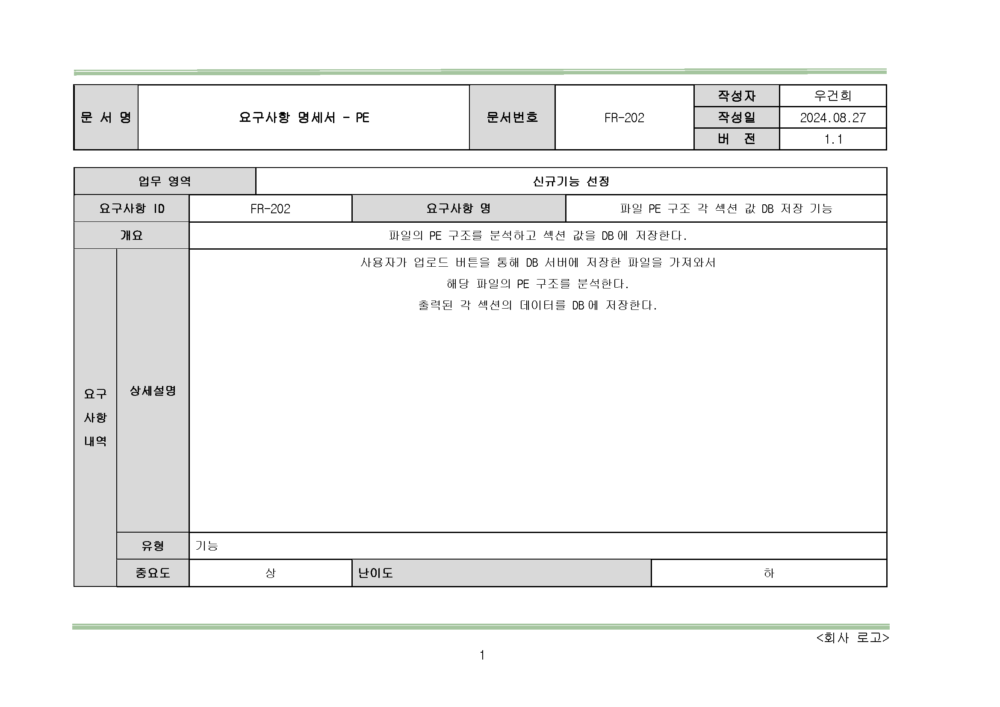 문 서 명 요구사항 명세서 - PE 문서번호 FR-202 작성자 우건희
작성일 2024.08.27
버 전 1.1
업무 영역 신규기능 선정
요구사항 ID FR-202 요구사항 명 파일 PE 구조 각 섹션 값 DB 저장 기능
개요 파일의 PE 구조를 분석하고 섹션 값을 DB에 저장한다.
요구
사항
내역
상세설명
사용자가 업로드 버튼을 통해 DB 서버에 저장한 파일을 가져와서
해당 파일의 PE 구조를 분석한다.
출력된 각 섹션의 데이터를 DB에 저장한다.
유형 기능
중요도 상 난이도 하
<회사 로고>
1